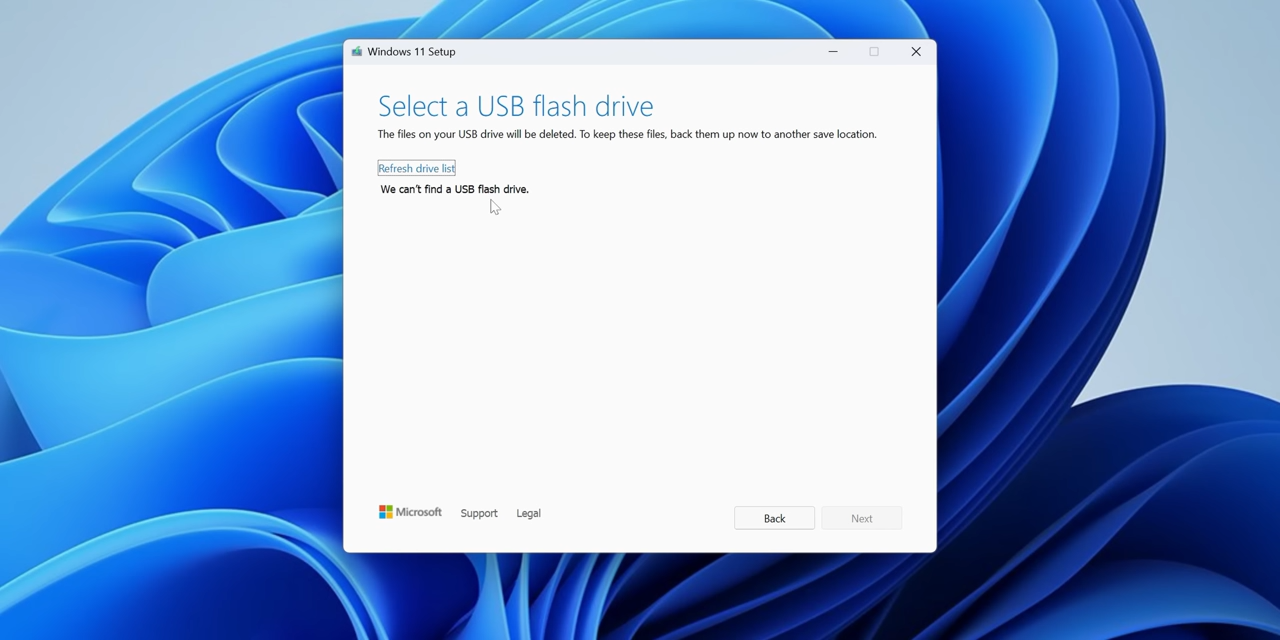 Windows 11 Setup
Select a USB flash drive
The files on your USB drive will be deleted. To keep these files, back them up now to another save location.
Refresh drive list
We can't find a USB flash drive.
Microsoft Support Legal
Back Next